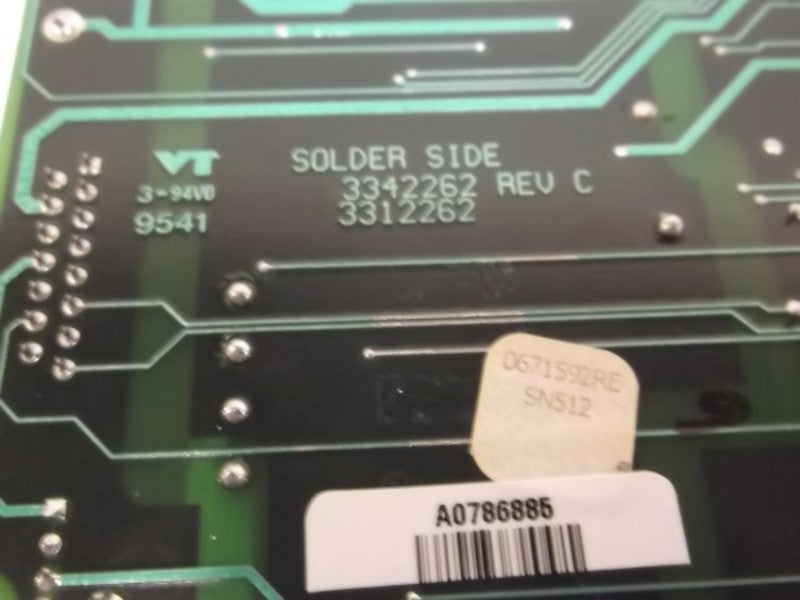 VT
3-94V0
9541
SOLDER SIDE
3342262 REV C
3312262
0671592RE
SN512
A0786885